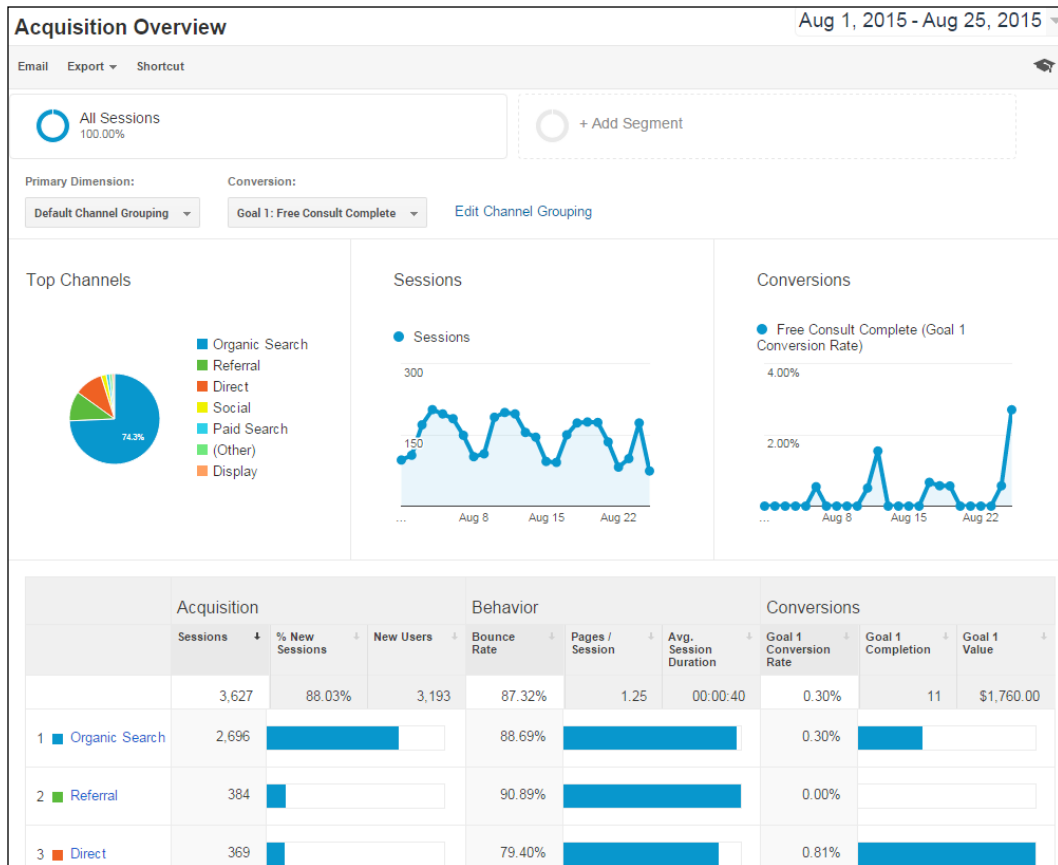 Acquisition Overview
Aug 1, 2015 - Aug 25, 2015
Email Export Shortcut
All Sessions
100.00%
+ Add Segment
Primary Dimension:
Conversion:
Default Channel Grouping
Goal 1: Free Consult Complete
Edit Channel Grouping
Top Channels
74.3%
Organic Search
Referral
Direct
Social
Paid Search
(Other)
Display
Sessions
Sessions
300
150
... Aug 8 Aug 15 Aug 22
Conversions
Free Consult Complete (Goal 1
Conversion Rate)
4.00%
2.00%
... Aug 8 Aug 15 Aug 22
Acquisition Behavior Conversions
Sessions
% New
Sessions
New Users
Bounce
Rate
Pages /
Session
Avg.
Session
Duration
Goal 1
Conversion
Rate
Goal 1
Completion
Goal 1
Value
3,627 88.03% 3,193 87.32% 1.25 00:00:40 0.30% 11 $1,760.00
1 Organic Search 2,696 88.69% 0.30%
2 Referral 384 90.89% 0.00%
3 Direct 369 79.40% 0.81%